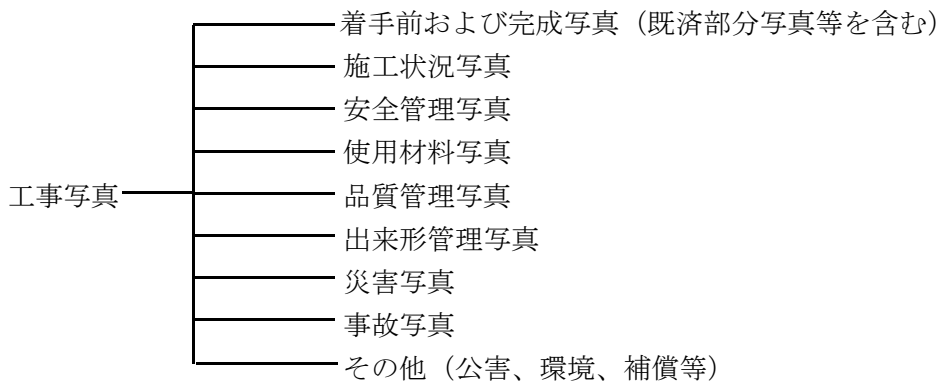 着手前および完成写真（既済部分写真等を含む）
施工状況写真
安全管理写真
使用材料写真
工事写真
品質管理写真
出来形管理写真
災害写真
事故写真
その他（公害、環境、補償等）